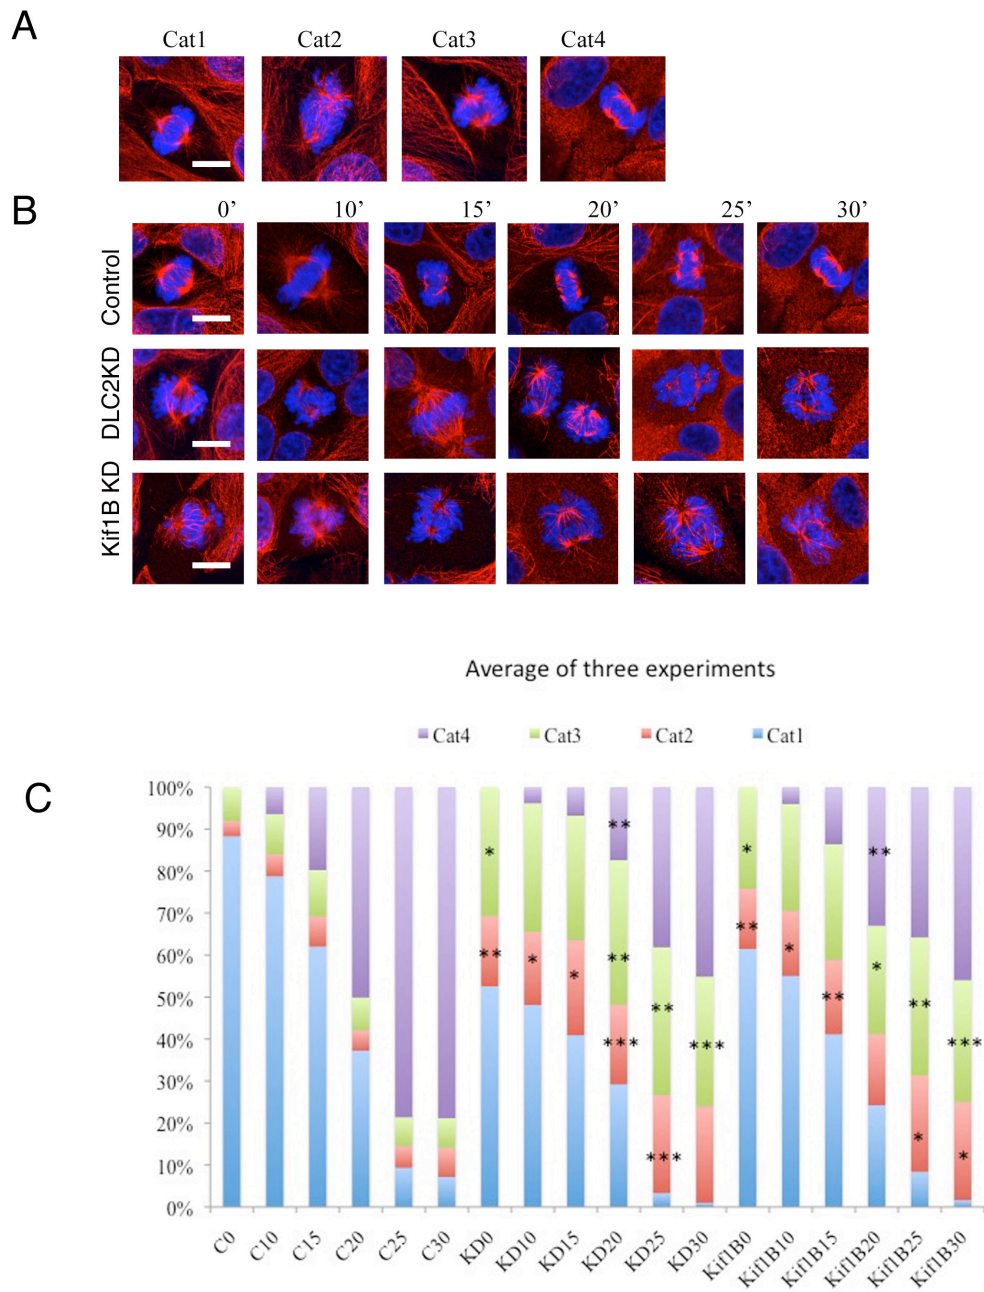 A
Cat1 Cat2 Cat3 Cat4
B
0’ 10’ 15’ 20’ 25’ 30’
Control
DLC2KD
Kif1B KD
Average of three experiments
Cat4 Cat3 Cat2 Cat1
C
100%
90%
80%
70%
60%
50%
40%
30%
20%
10%
0%
* ** * * ** ** *** ** *** *** * ** * ** ** * ** * *** *
C0 C10 C15 C20 C25 C30 KD0 KD10 KD15 KD20 KD25 KD30 Kif1B0 Kif1B10 Kif1B15 Kif1B20 Kif1B25 Kif1B30